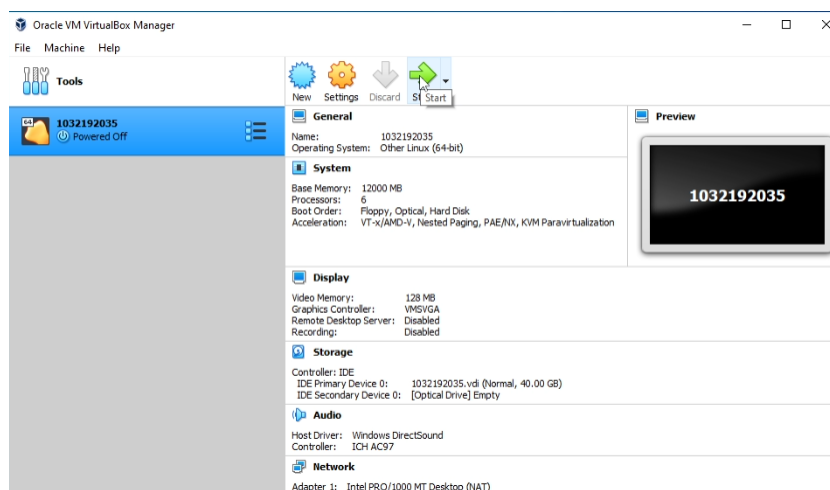 Oracle VM VirtualBox Manager
File Machine Help
Tools
New Settings Discard Start
64 1032192035
Powered Off
General
Name: 1032192035
Operating System: Other Linux (64-bit)
Preview
1032192035
System
Base Memory: 12000 MB
Processors: 6
Boot Order: Floppy, Optical, Hard Disk
Acceleration: VT-x/AMD-V, Nested Paging, PAE/NX, KVM Paravirtualization
Display
Video Memory: 128 MB
Graphics Controller: VMSVGA
Remote Desktop Server: Disabled
Recording: Disabled
Storage
Controller: IDE
IDE Primary Device 0: 1032192035.vdi (Normal, 40.00 GB)
IDE Secondary Device 0: [Optical Drive] Empty
Audio
Host Driver: Windows DirectSound
Controller: ICH AC97
Network
Adapter 1: Intel PRO/1000 MT Desktop (NAT)